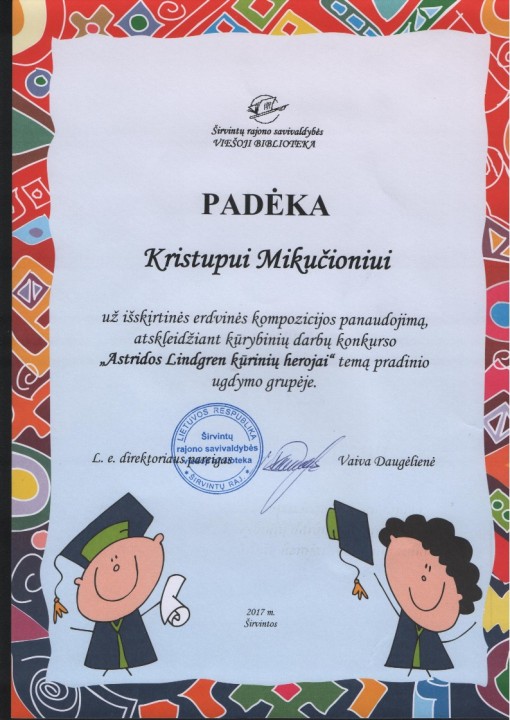 Širvintų rajono savivaldybės
VIEŠOJI BIBLIOTEKA
PADĖKA
Kristupui Mikučioniui
už išskirtinės erdvinės kompozicijos panaudojimą,
atskleidžiant kūrybinių darbų konkurso
„Astridos Lindgren kūrinių herojai“ temą pradinio
ugdymo grupėje.
LIETUVOS RESPUBLIKA
Širvintų
rajono savivaldybės
viešoji biblioteka
* ŠIRVINTŲ RAJ. *
L. e. direktoriaus pareigas
Vaiva Daugėlienė
2017 m.
Širvintos